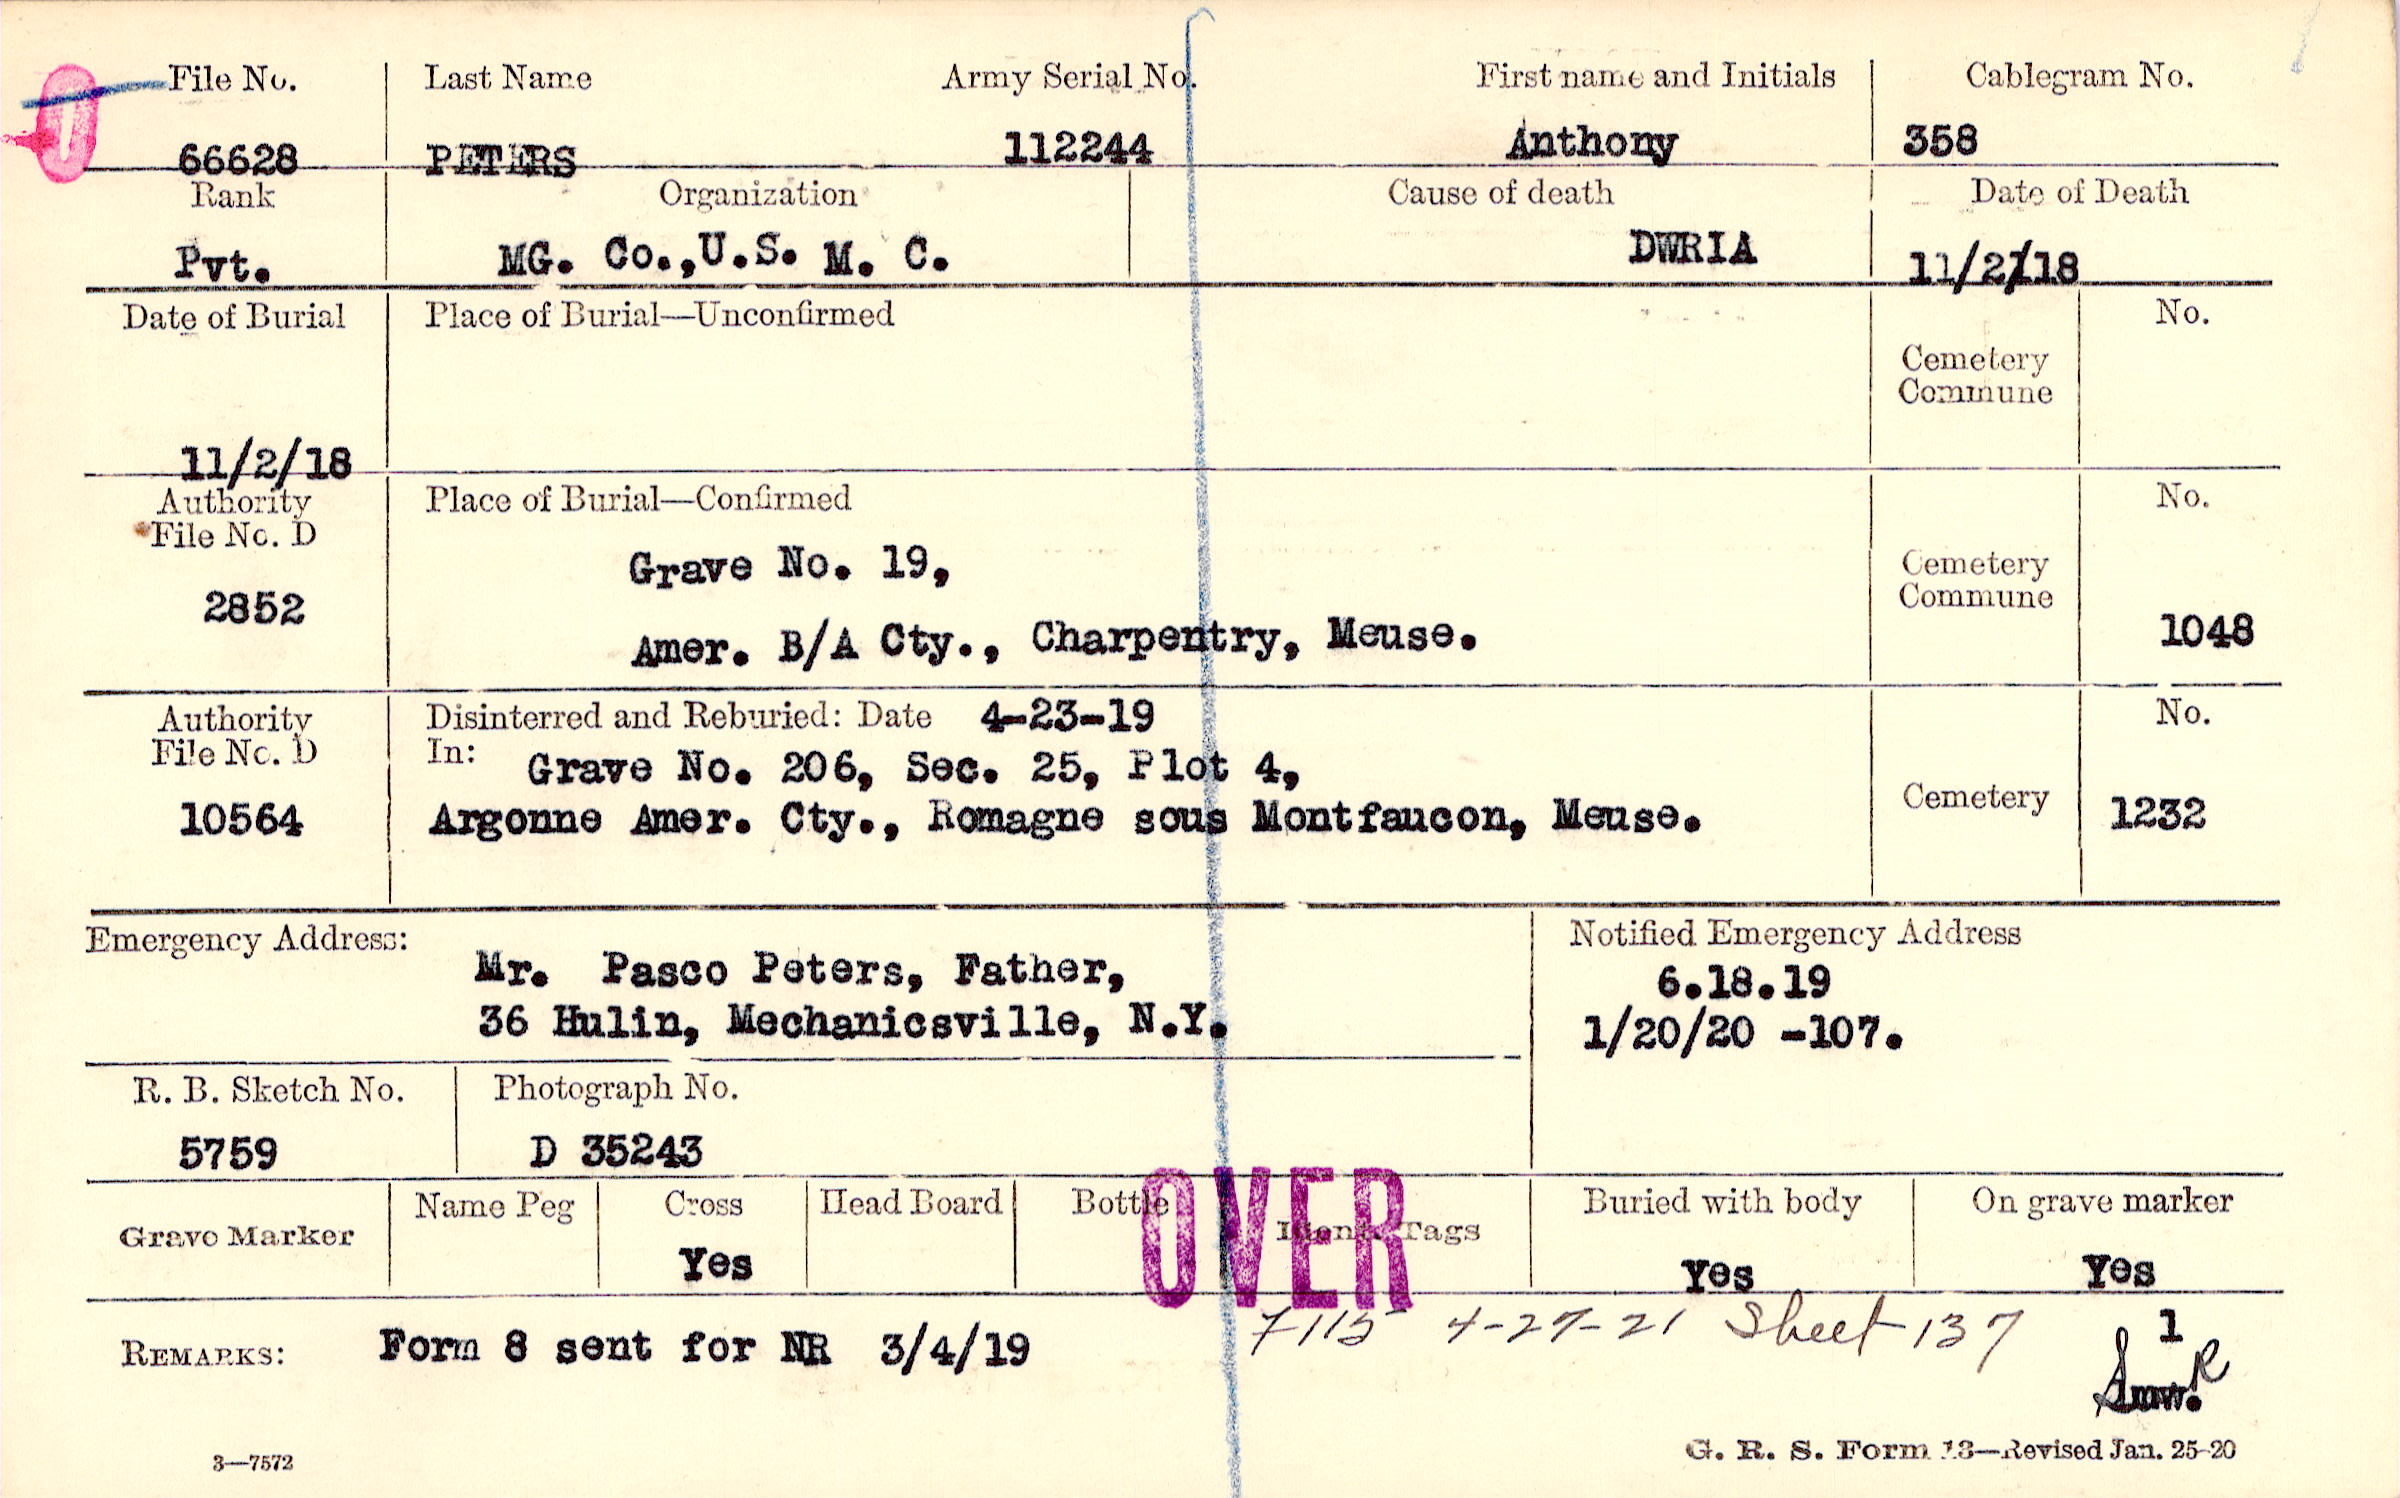 File No. Last Name Army Serial No. First name and Initials Cablegram No.
66628 PETERS 112244 Anthony 358
Rank Organization Cause of death Date of Death
Pvt. MG. Co.,U.S. M. C. DWRIA 11/2/18
Date of Burial Place of Burial—Unconfirmed No.
Cemetery
Commune
11/2/18
Authority Place of Burial—Confirmed No.
File No. D
Grave No. 19,
Cemetery
Commune
2852
1048
Amer. B/A Cty., Charpentry, Meuse.
Authority Disinterred and Reburied: Date 4-23-19 No.
File No. D In: Grave No. 206, Sec. 25, Plot 4,
Cemetery
10564 Argonne Amer. Cty., Romagne sous Montfaucon, Meuse. 1232
Emergency Address: Notified Emergency Address
Mr. Pasco Peters, Father, 6.18.19
36 Hulin, Mechanicsville, N.Y. 1/20/20 -107.
R. B. Sketch No. Photograph No.
5759 D 35243
OVER
Grave Marker Name Peg Cross Head Board Bottle Ident. Tags Buried with body On grave marker
Yes Yes Yes
7115 4-27-21 Sheet 137 1
REMARKS: Form 8 sent for NR 3/4/19
3—7572 G. R. S. Form 13—Revised Jan. 25-20